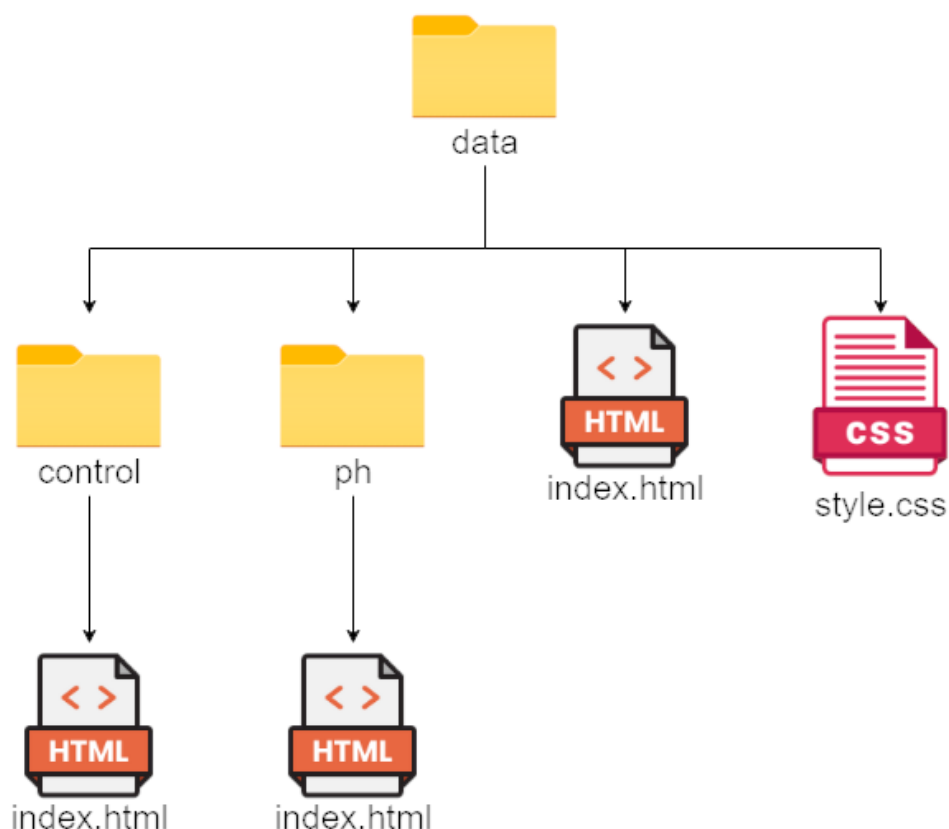 data
control
ph
< >
HTML
index.html
CSS
style.css
< >
HTML
index.html
< >
HTML
index.html